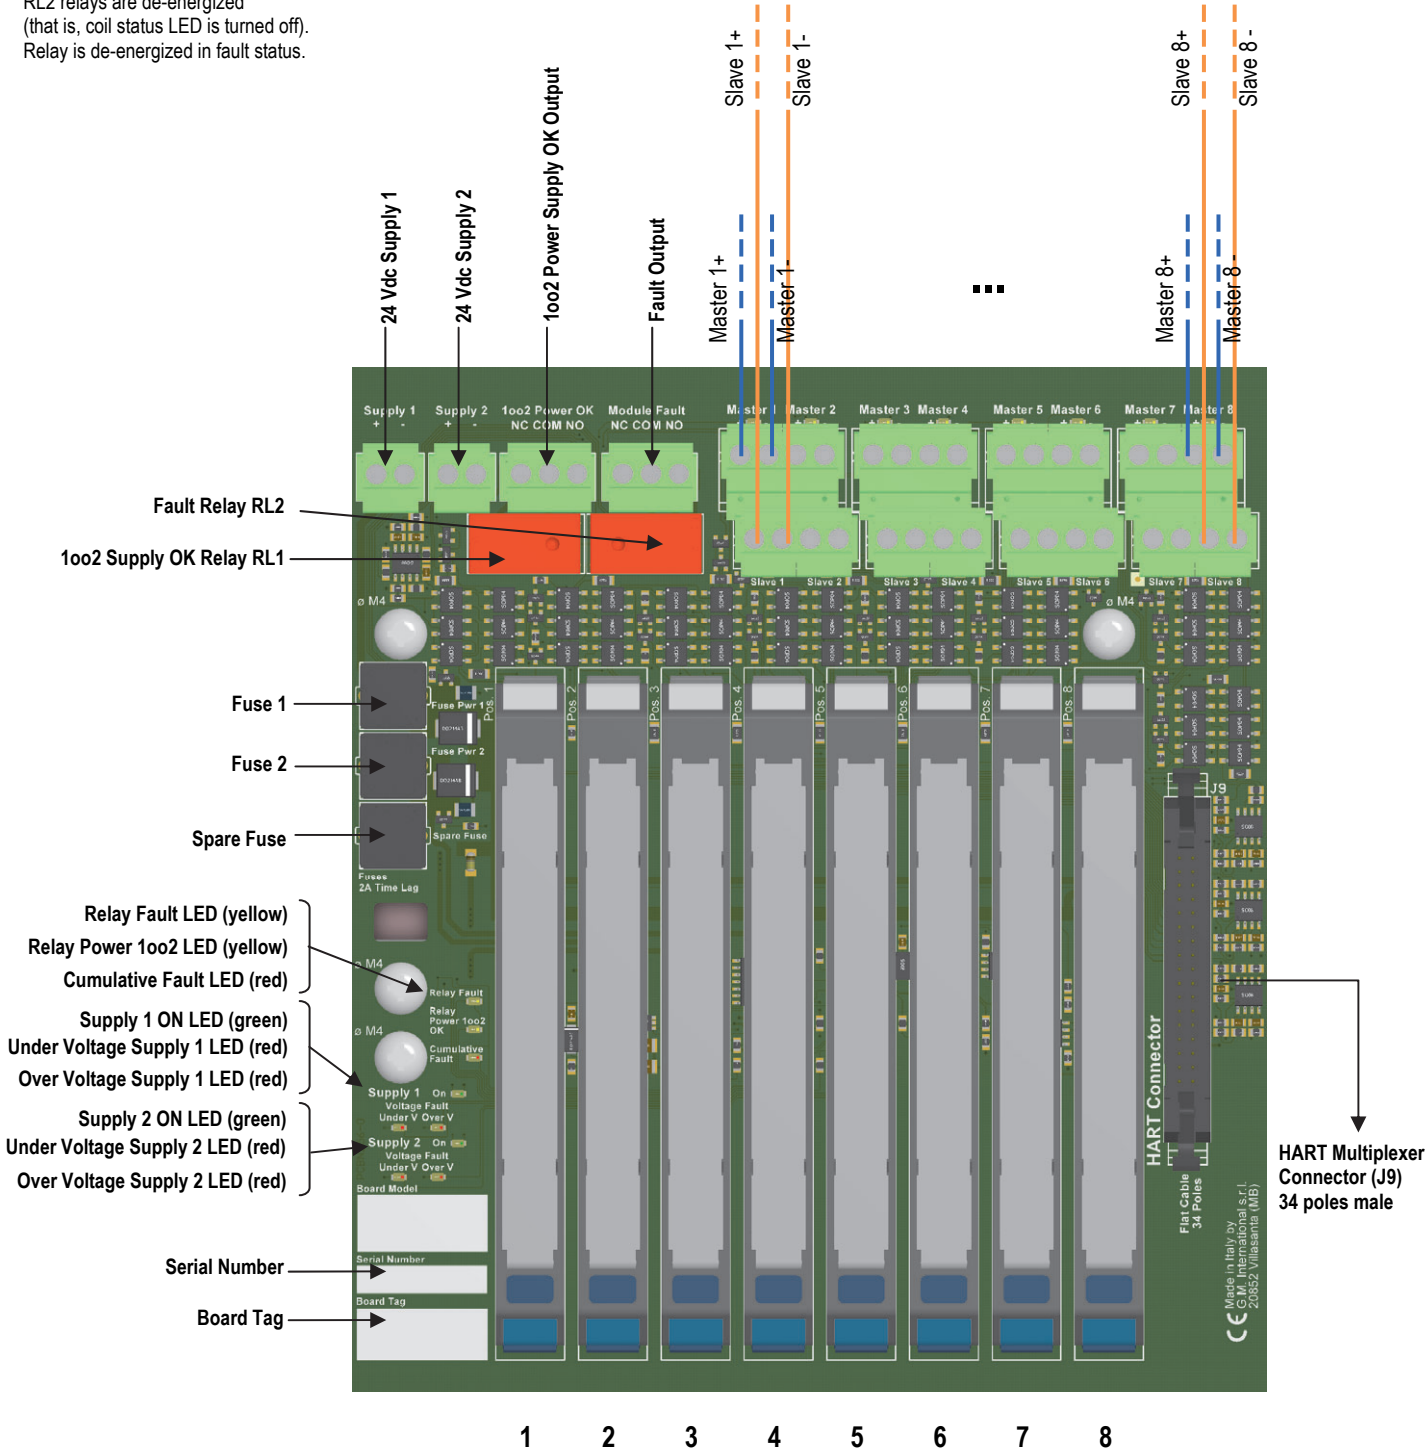 RL2 relays are de-energized
(that is, coil status LED is turned off).
Relay is de-energized in fault status.
Slave 1+
Slave 1-
Slave 8+
Slave 8 -
24 Vdc Supply 1
24 Vdc Supply 2
1oo2 Power Supply OK Output
Fault Output
Master 1+
Master 1-
...
Master 8+
Master 8 -
Supply 1
+ -
Supply 2
+ -
1oo2 Power OK
NC COM NO
Module Fault
NC COM NO
Master 1 Master 2
Master 3 Master 4
Master 5 Master 6
Master 7 Master 8
Fault Relay RL2
1oo2 Supply OK Relay RL1
Slave 1 Slave 2
Slave 3 Slave 4
Slave 5 Slave 6
Slave 7 Slave 8
ø M4
ø M4
Pos. 1
Pos. 2
Pos. 3
Pos. 4
Pos. 5
Pos. 6
Pos. 7
Pos. 8
Fuse 1
Fuse Pwr 1
Fuse 2
Fuse Pwr 2
J9
Spare Fuse
Spare Fuse
Fuses
2A Time Lag
Relay Fault LED (yellow)
Relay Power 1oo2 LED (yellow)
Cumulative Fault LED (red)
ø M4
Relay Fault
Relay
Power 1oo2
OK
Supply 1 ON LED (green)
Under Voltage Supply 1 LED (red)
Over Voltage Supply 1 LED (red)
ø M4
Cumulative
Fault
Supply 1 On
Voltage Fault
Under V Over V
Supply 2 ON LED (green)
Under Voltage Supply 2 LED (red)
Over Voltage Supply 2 LED (red)
Supply 2 On
Voltage Fault
Under V Over V
HART Connector
HART Multiplexer
Connector (J9)
34 poles male
Flat Cable
34 Poles
Board Model
Serial Number
Serial Number
Board Tag
Board Tag
CE Made in Italy by
G.M. International s.r.l.
20852 Villasanta (MB)
1 2 3 4 5 6 7 8